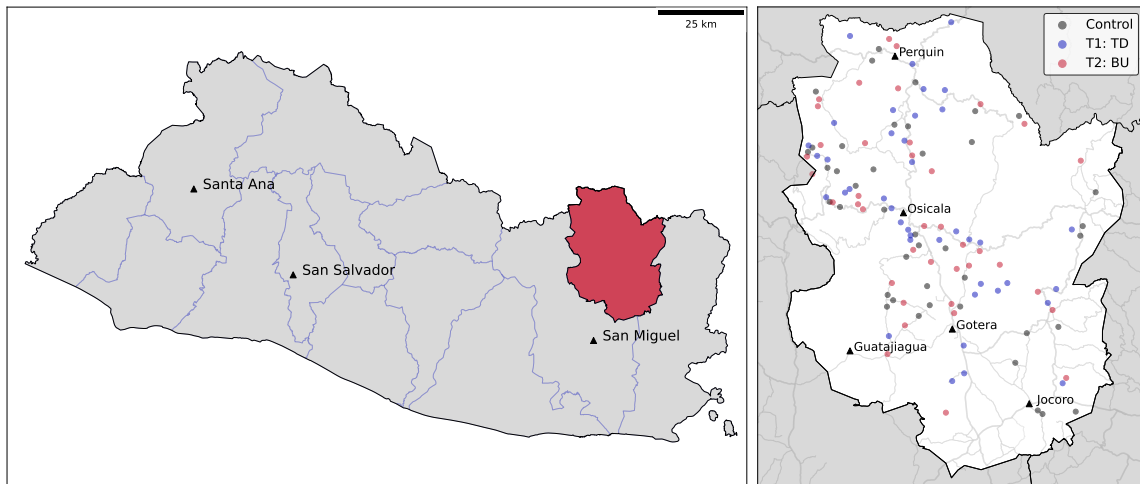 25 km
Santa Ana
San Salvador
San Miguel
Control
T1: TD
T2: BU
Perquin
Osicala
Gotera
Guatajiagua
Jocoro